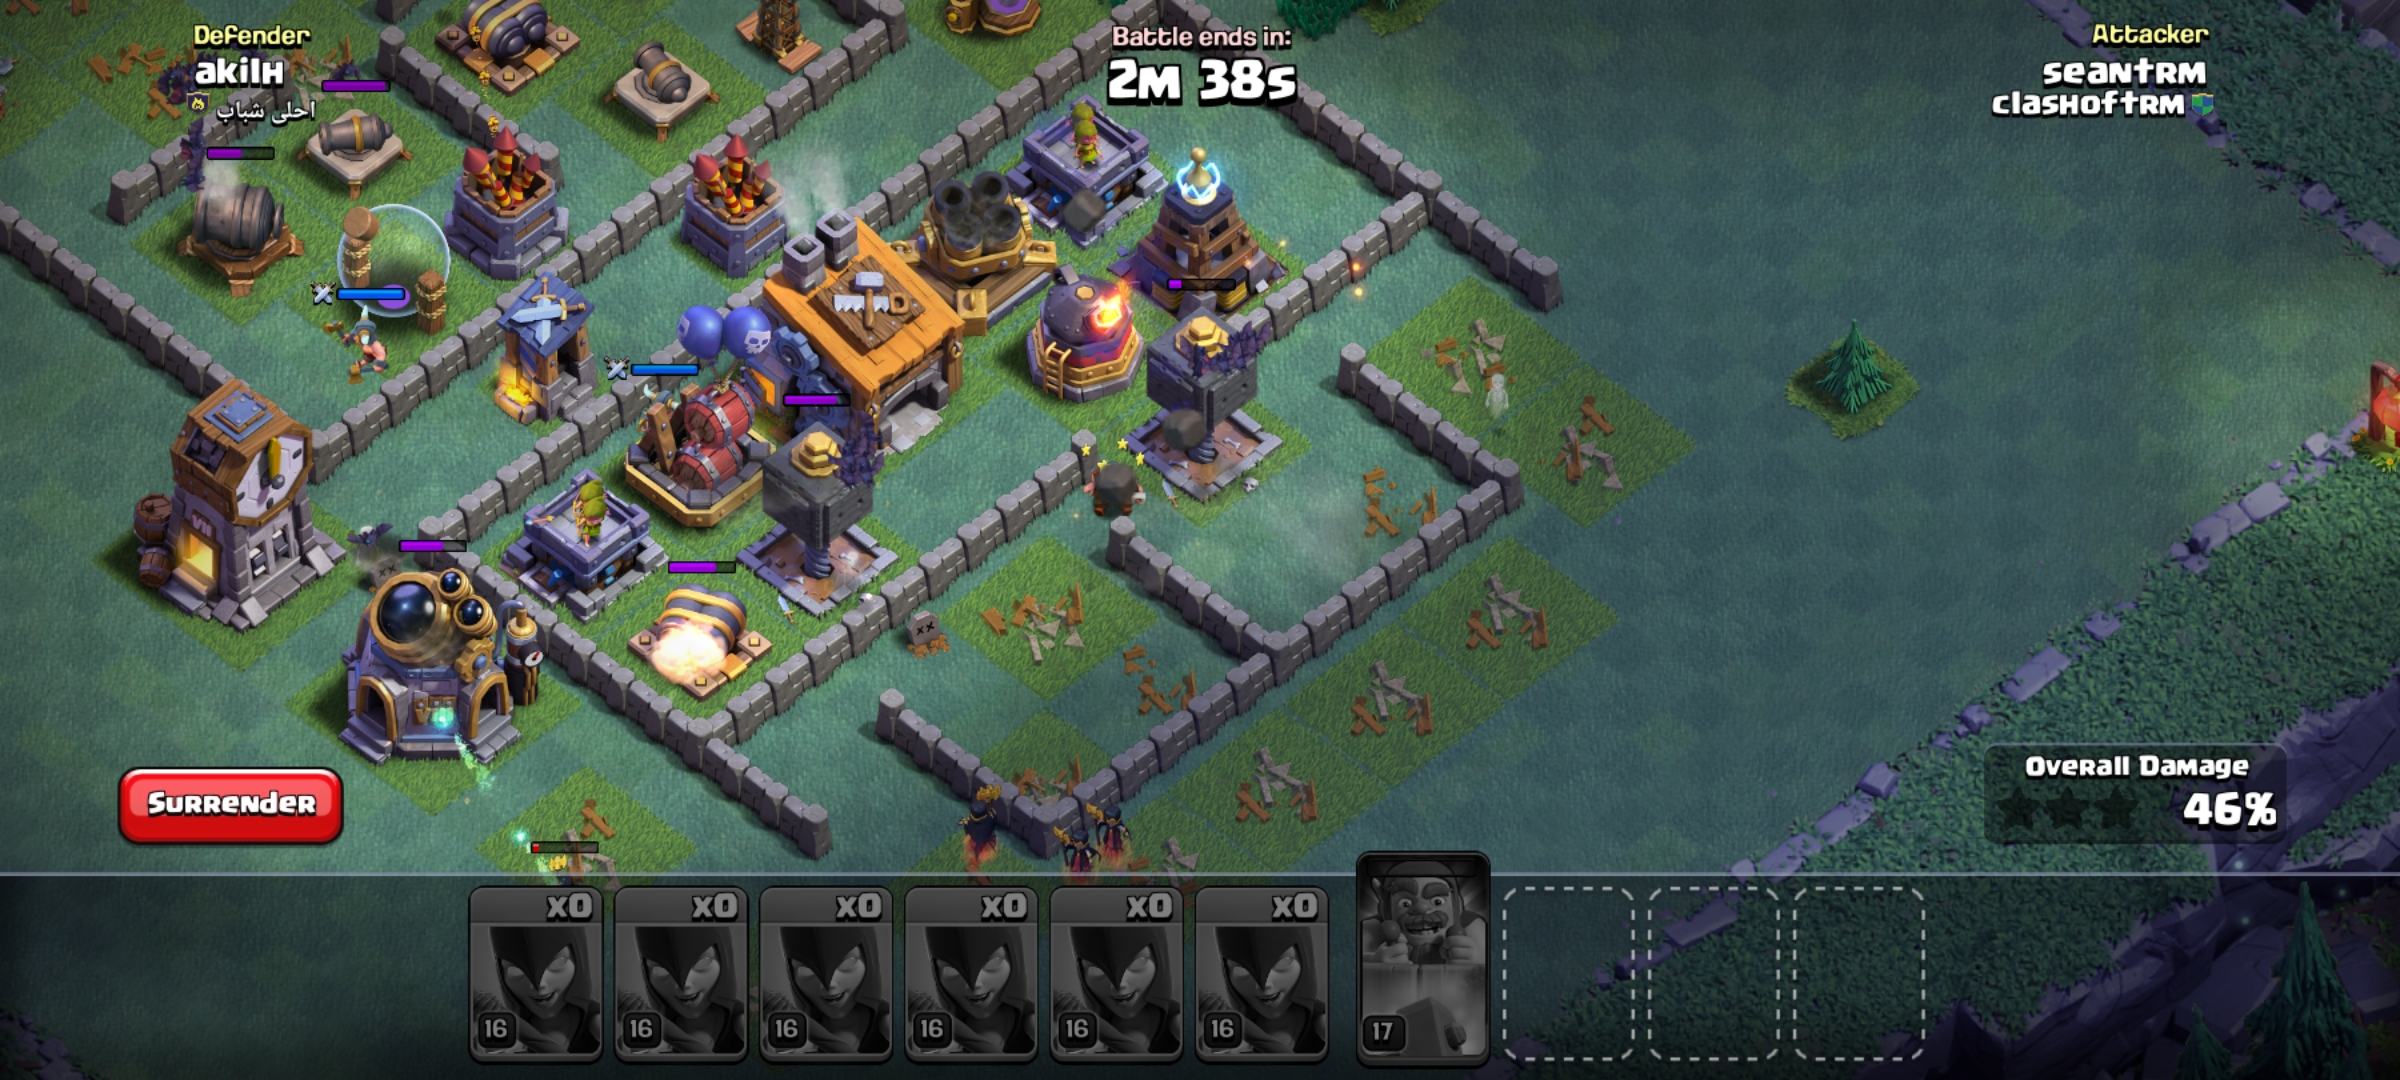 Defender
akilh
احلى شباب
Battle ends in:
2m 38s
Attacker
seantrm
clashoftrm
Surrender
Overall Damage
46%
x0
x0
x0
x0
x0
x0
16
16
16
16
16
16
17